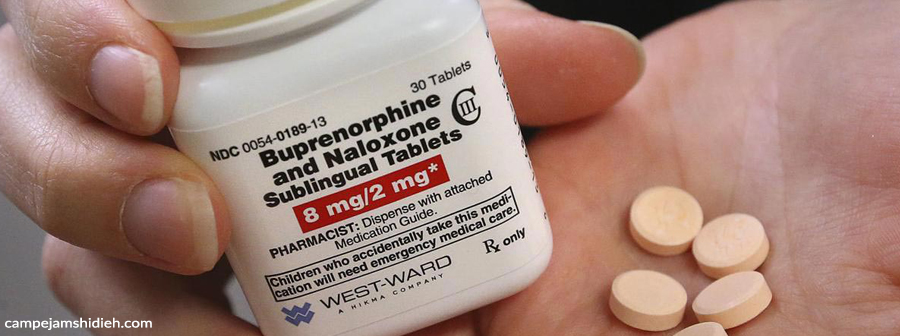 30 Tablets
NDC 0054-0189-13
Buprenorphine
and Naloxone
Sublingual Tablets
CIII
8 mg/2 mg*
PHARMACIST: Dispense with attached
Medication Guide.
Children who accidentally take this medi-
cation will need emergency medical care.
Rx only
WEST-WARD
A HIKMA COMPANY
campejamshidieh.com